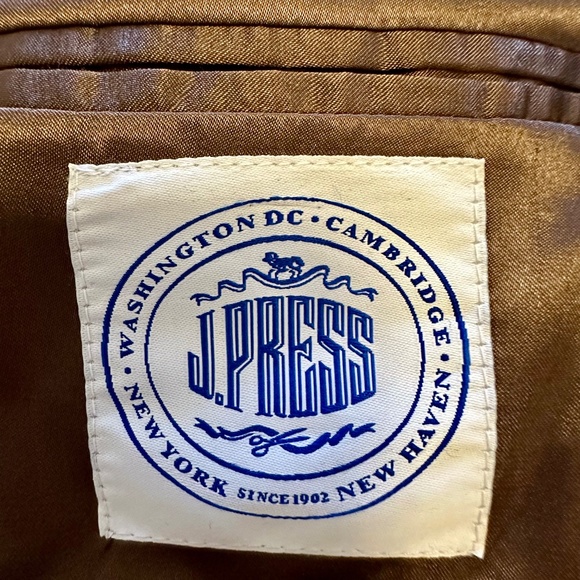 WASHINGTON DC • CAMBRIDGE •
J.PRESS
• NEW YORK SINCE 1902 NEW HAVEN •